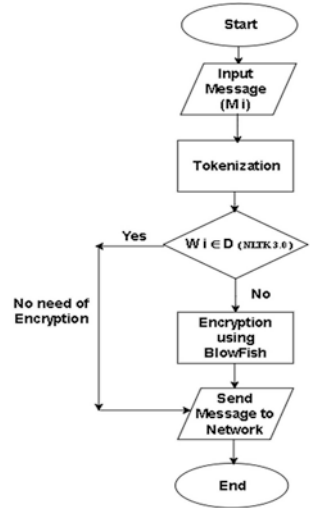 Start
Input
Message
(M i)
Tokenization
W i ∈ D ( NLTK 3.0 )
Yes
No
No need of
Encryption
Encryption
using
BlowFish
Send
Message to
Network
End